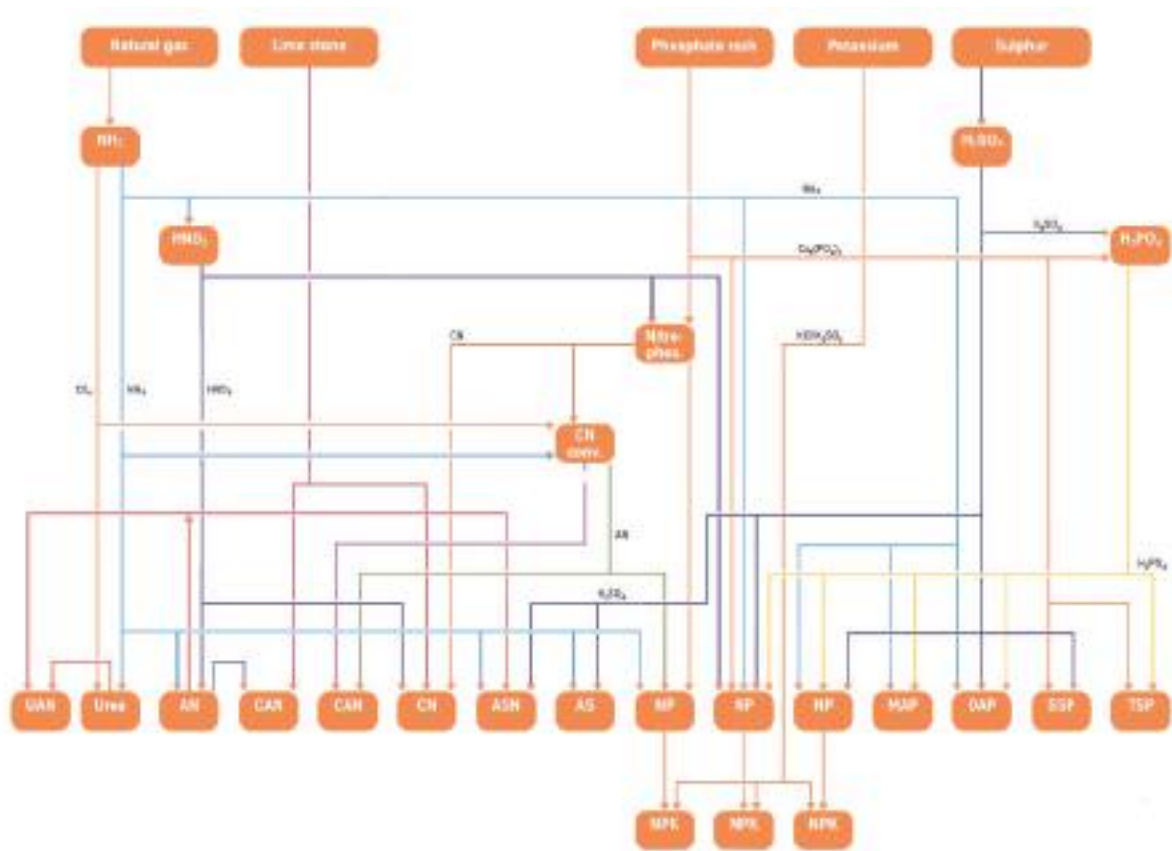 Natural gas
Lime stone
Phosphate rock
Potassium
Sulphur
NH₃
H₂SO₄
NH₃
HNO₃
H₂SO₄
H₃PO₄
Ca₃(PO₄)₂
CN
Nitro-
phos.
CO₂
NH₃
HNO₃
CN
conv.
AN
H₃PO₄
H₂SO₄
UAN
Urea
AN
CAN
CAN
CN
ASN
AS
NP
NP
NP
MAP
DAP
SSP
TSP
NPK
NPK
NPK